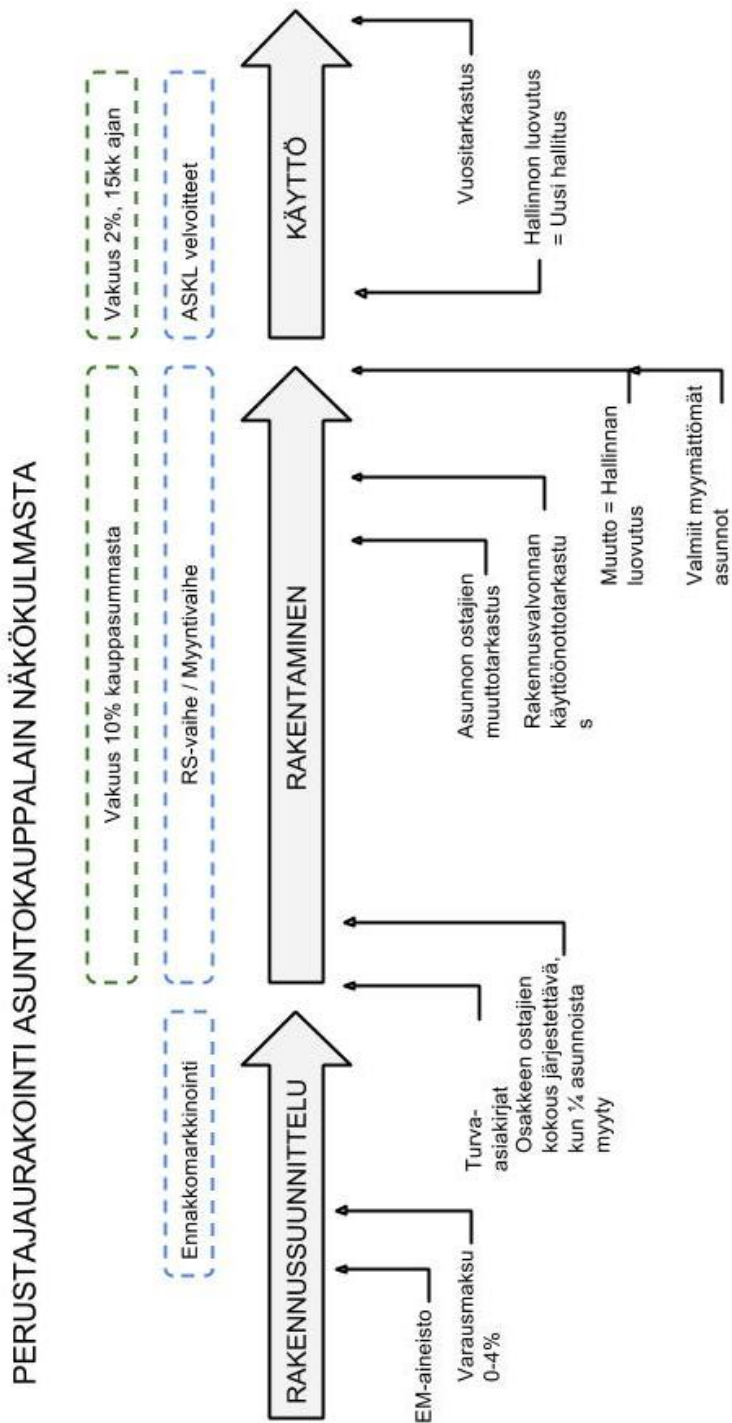 PERUSTAJAURAKOINTI ASUNTOKAUPPALAIN NÄKÖKULMASTA
Vakuus 10% kauppasummasta
Vakuus 2%, 15kk ajan
Ennakkomarkkinointi
RS-vaihe / Myyntivaihe
ASKL velvoitteet
RAKENNUSSUUNNITTELU
RAKENTAMINEN
KÄYTTÖ
EM-aineisto
Varausmaksu
0-4%
Turva-
asiakirjat
Osakkeen ostajien
kokous järjestettävä,
kun ¼ asunnoista
myyty
Asunnon ostajien
muuttotarkastus
Rakennusvalvonnan
käyttöönottotarkastu
s
Muutto = Hallinnan
luovutus
Valmiit myymättömät
asunnot
Vuositarkastus
Hallinnon luovutus
= Uusi hallitus